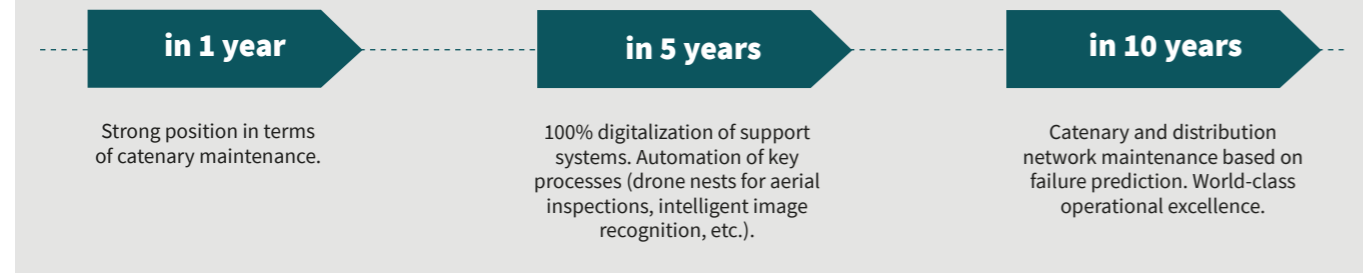 in 1 year
Strong position in terms
of catenary maintenance.
in 5 years
100% digitalization of support
systems. Automation of key
processes (drone nests for aerial
inspections, intelligent image
recognition, etc.).
in 10 years
Catenary and distribution
network maintenance based on
failure prediction. World-class
operational excellence.